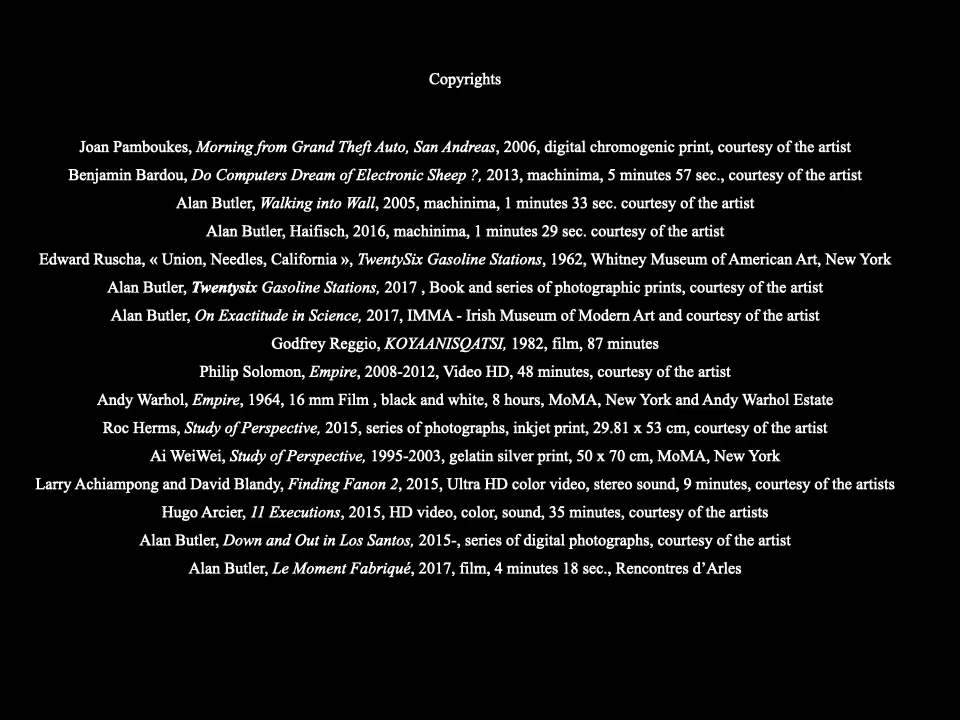 Copyrights
Joan Pamboukes, Morning from Grand Theft Auto, San Andreas, 2006, digital chromogenic print, courtesy of the artist
Benjamin Bardou, Do Computers Dream of Electronic Sheep ?, 2013, machinima, 5 minutes 57 sec., courtesy of the artist
Alan Butler, Walking into Wall, 2005, machinima, 1 minutes 33 sec. courtesy of the artist
Alan Butler, Haifisch, 2016, machinima, 1 minutes 29 sec. courtesy of the artist
Edward Ruscha, « Union, Needles, California », TwentySix Gasoline Stations, 1962, Whitney Museum of American Art, New York
Alan Butler, Twentysix Gasoline Stations, 2017 , Book and series of photographic prints, courtesy of the artist
Alan Butler, On Exactitude in Science, 2017, IMMA - Irish Museum of Modern Art and courtesy of the artist
Godfrey Reggio, KOYAANISQATSI, 1982, film, 87 minutes
Philip Solomon, Empire, 2008-2012, Video HD, 48 minutes, courtesy of the artist
Andy Warhol, Empire, 1964, 16 mm Film , black and white, 8 hours, MoMA, New York and Andy Warhol Estate
Roc Herms, Study of Perspective, 2015, series of photographs, inkjet print, 29.81 x 53 cm, courtesy of the artist
Ai WeiWei, Study of Perspective, 1995-2003, gelatin silver print, 50 x 70 cm, MoMA, New York
Larry Achiampong and David Blandy, Finding Fanon 2, 2015, Ultra HD color video, stereo sound, 9 minutes, courtesy of the artists
Hugo Arcier, 11 Executions, 2015, HD video, color, sound, 35 minutes, courtesy of the artists
Alan Butler, Down and Out in Los Santos, 2015-, series of digital photographs, courtesy of the artist
Alan Butler, Le Moment Fabriqué, 2017, film, 4 minutes 18 sec., Rencontres d’Arles